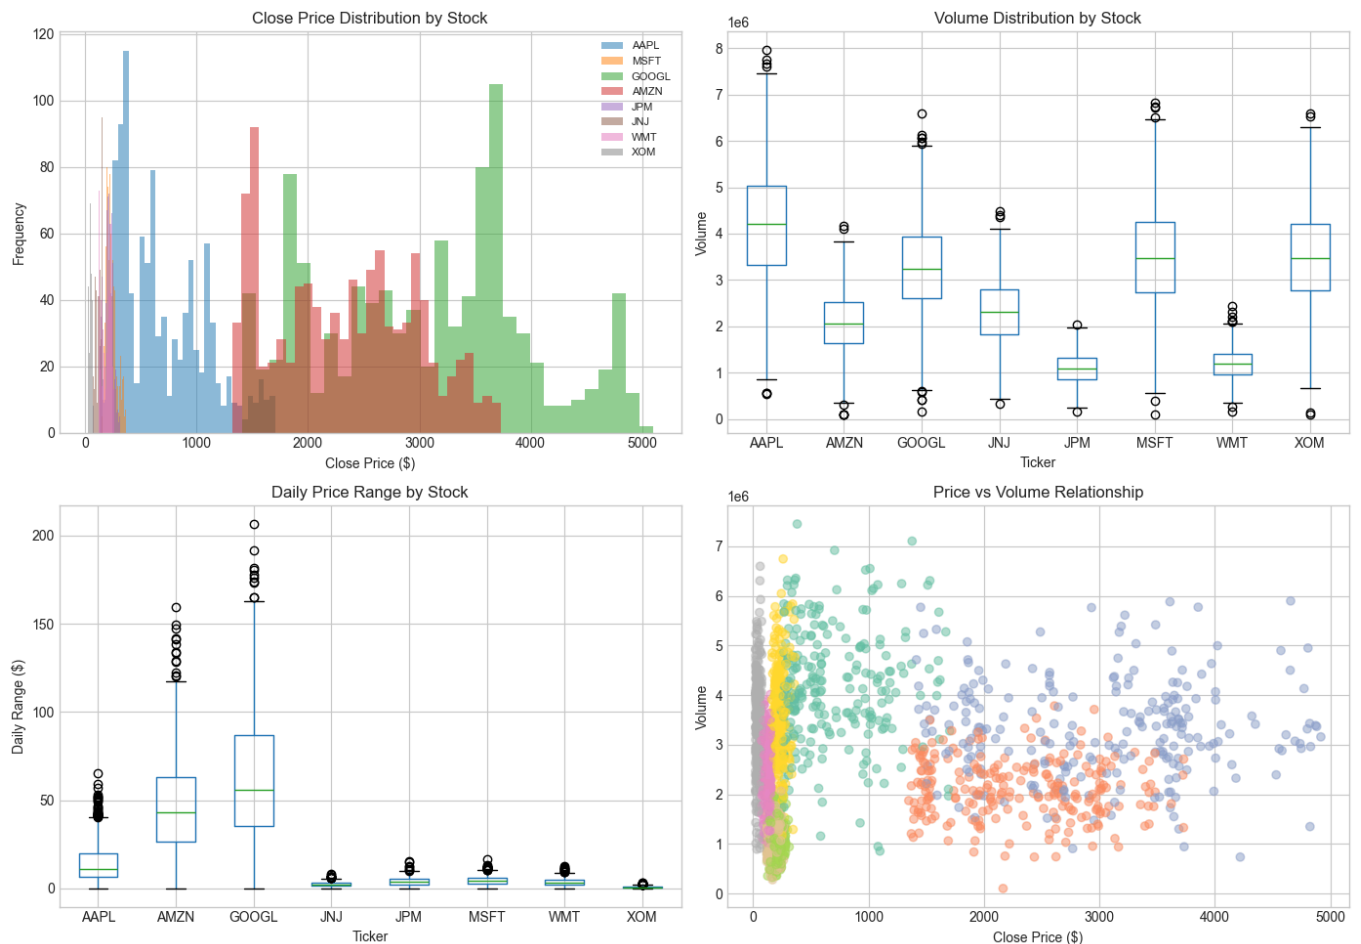 Close Price Distribution by Stock
120
100
80
60
40
20
0
Frequency
0 1000 2000 3000 4000 5000
Close Price ($)
AAPL
MSFT
GOOGL
AMZN
JPM
JNJ
WMT
XOM
Volume Distribution by Stock
1e6
8
7
6
5
4
3
2
1
0
Volume
AAPL AMZN GOOGL JNJ JPM MSFT WMT XOM
Ticker
Daily Price Range by Stock
200
150
100
50
0
Daily Range ($)
AAPL AMZN GOOGL JNJ JPM MSFT WMT XOM
Ticker
Price vs Volume Relationship
1e6
7
6
5
4
3
2
1
0
Volume
0 1000 2000 3000 4000 5000
Close Price ($)